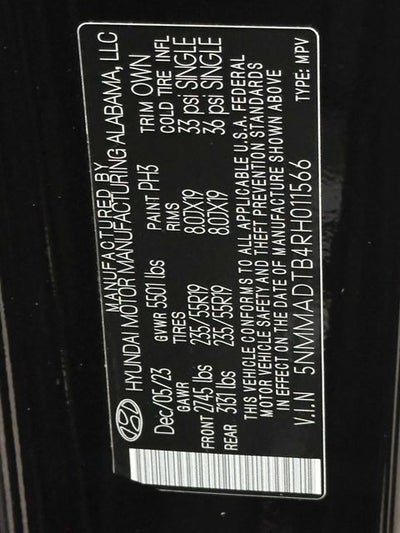 MANUFACTURED BY
HYUNDAI MOTOR MANUFACTURING ALABAMA, LLC
Dec/05/23 GVWR 5501 lbs PAINT PH3 TRIM OWN
GAWR TIRES RIMS COLD TIRE INFL
FRONT 2745 lbs 235/55R19 8.0JX19 33 psi SINGLE
REAR 3131 lbs 235/55R19 8.0JX19 36 psi SINGLE
THIS VEHICLE CONFORMS TO ALL APPLICABLE U.S.A. FEDERAL
MOTOR VEHICLE SAFETY AND THEFT PREVENTION STANDARDS
IN EFFECT ON THE DATE OF MANUFACTURE SHOWN ABOVE
V.I.N 5NMMADTB4RH011566 TYPE: MPV